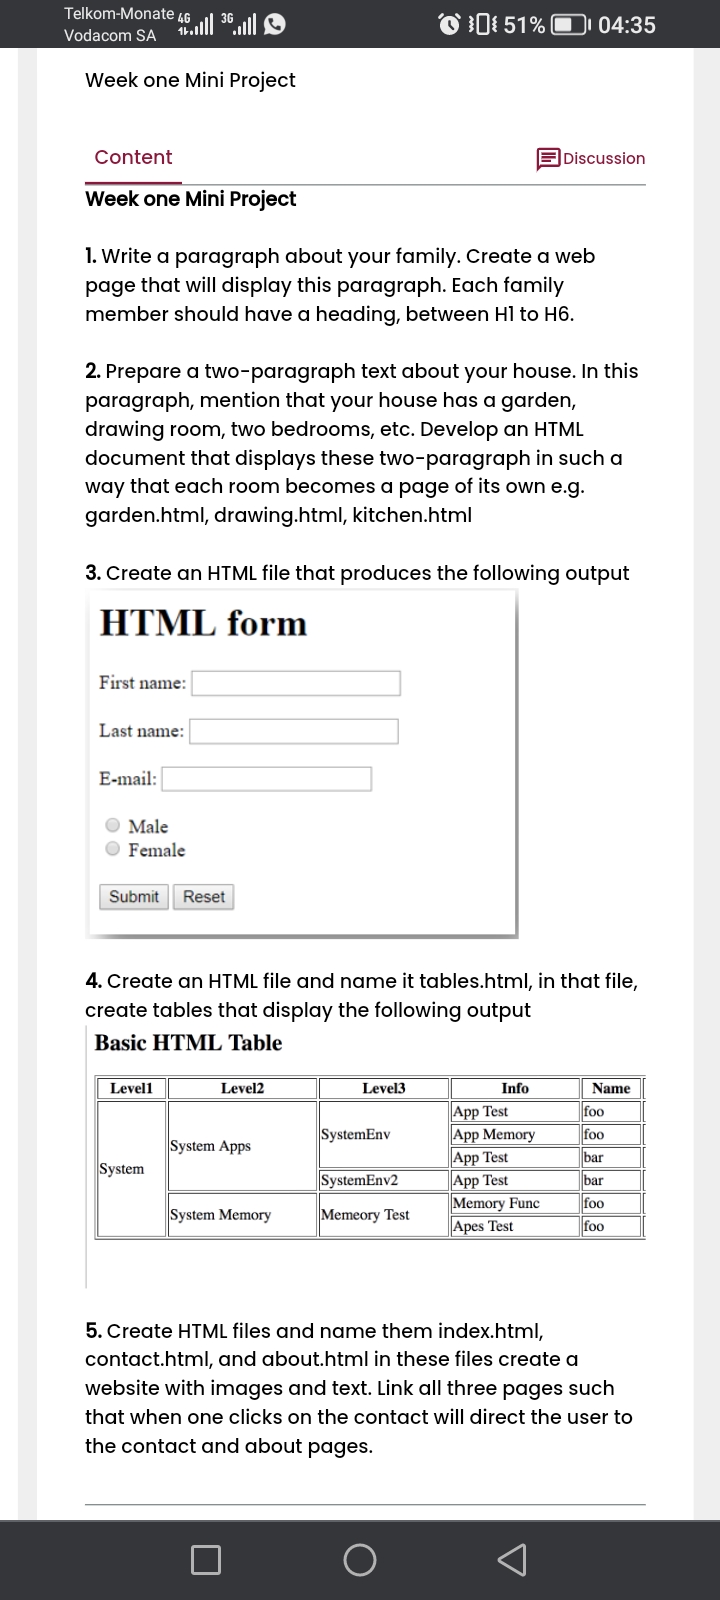 Telkom-Monate 4G 3G 51% 04:35
Vodacom SA
Week one Mini Project
Content
Discussion
Week one Mini Project
1. Write a paragraph about your family. Create a web
page that will display this paragraph. Each family
member should have a heading, between H1 to H6.
2. Prepare a two-paragraph text about your house. In this
paragraph, mention that your house has a garden,
drawing room, two bedrooms, etc. Develop an HTML
document that displays these two-paragraph in such a
way that each room becomes a page of its own e.g.
garden.html, drawing.html, kitchen.html
3. Create an HTML file that produces the following output
HTML form
First name:
Last name:
E-mail:
Male
Female
Submit Reset
4. Create an HTML file and name it tables.html, in that file,
create tables that display the following output
Basic HTML Table
Level1 Level2 Level3 Info Name
System System Apps SystemEnv App Test foo
App Memory foo
App Test bar
SystemEnv2 App Test bar
System Memory Memeory Test Memory Func foo
Apes Test foo
5. Create HTML files and name them index.html,
contact.html, and about.html in these files create a
website with images and text. Link all three pages such
that when one clicks on the contact will direct the user to
the contact and about pages.